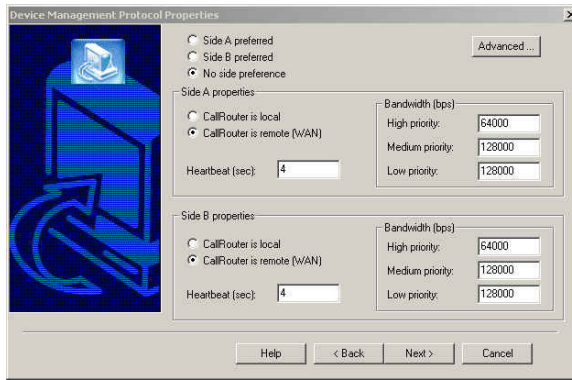 Device Management Protocol Properties
Side A preferred
Side B preferred
No side preference
Advanced ...
Side A properties
CallRouter is local
CallRouter is remote (WAN)
Heartbeat (sec): 4
Bandwidth (bps)
High priority: 64000
Medium priority: 128000
Low priority: 128000
Side B properties
CallRouter is local
CallRouter is remote (WAN)
Heartbeat (sec): 4
Bandwidth (bps)
High priority: 64000
Medium priority: 128000
Low priority: 128000
Help < Back Next > Cancel